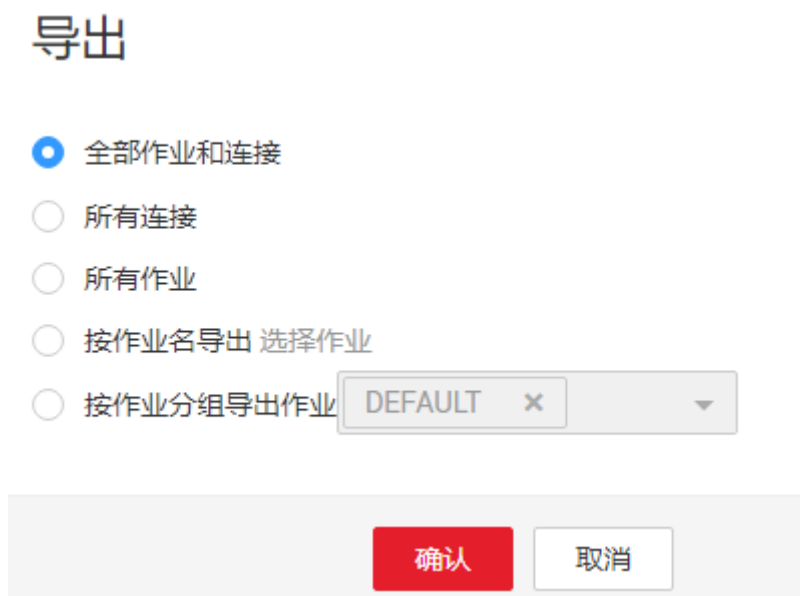 导出
全部作业和连接
所有连接
所有作业
按作业名导出 选择作业
按作业分组导出作业 DEFAULT ×
确认 取消